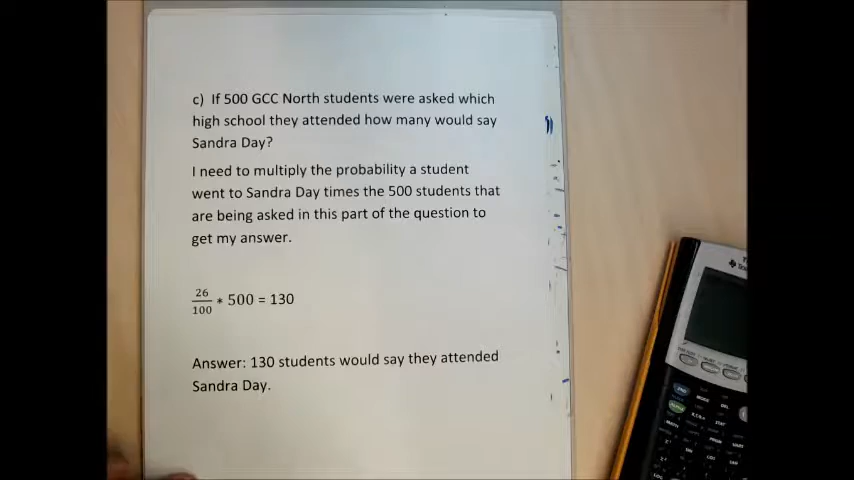 c) If 500 GCC North students were asked which
high school they attended how many would say
Sandra Day?
I need to multiply the probability a student
went to Sandra Day times the 500 students that
are being asked in this part of the question to
get my answer.
26/100 * 500 = 130
Answer: 130 students would say they attended
Sandra Day.